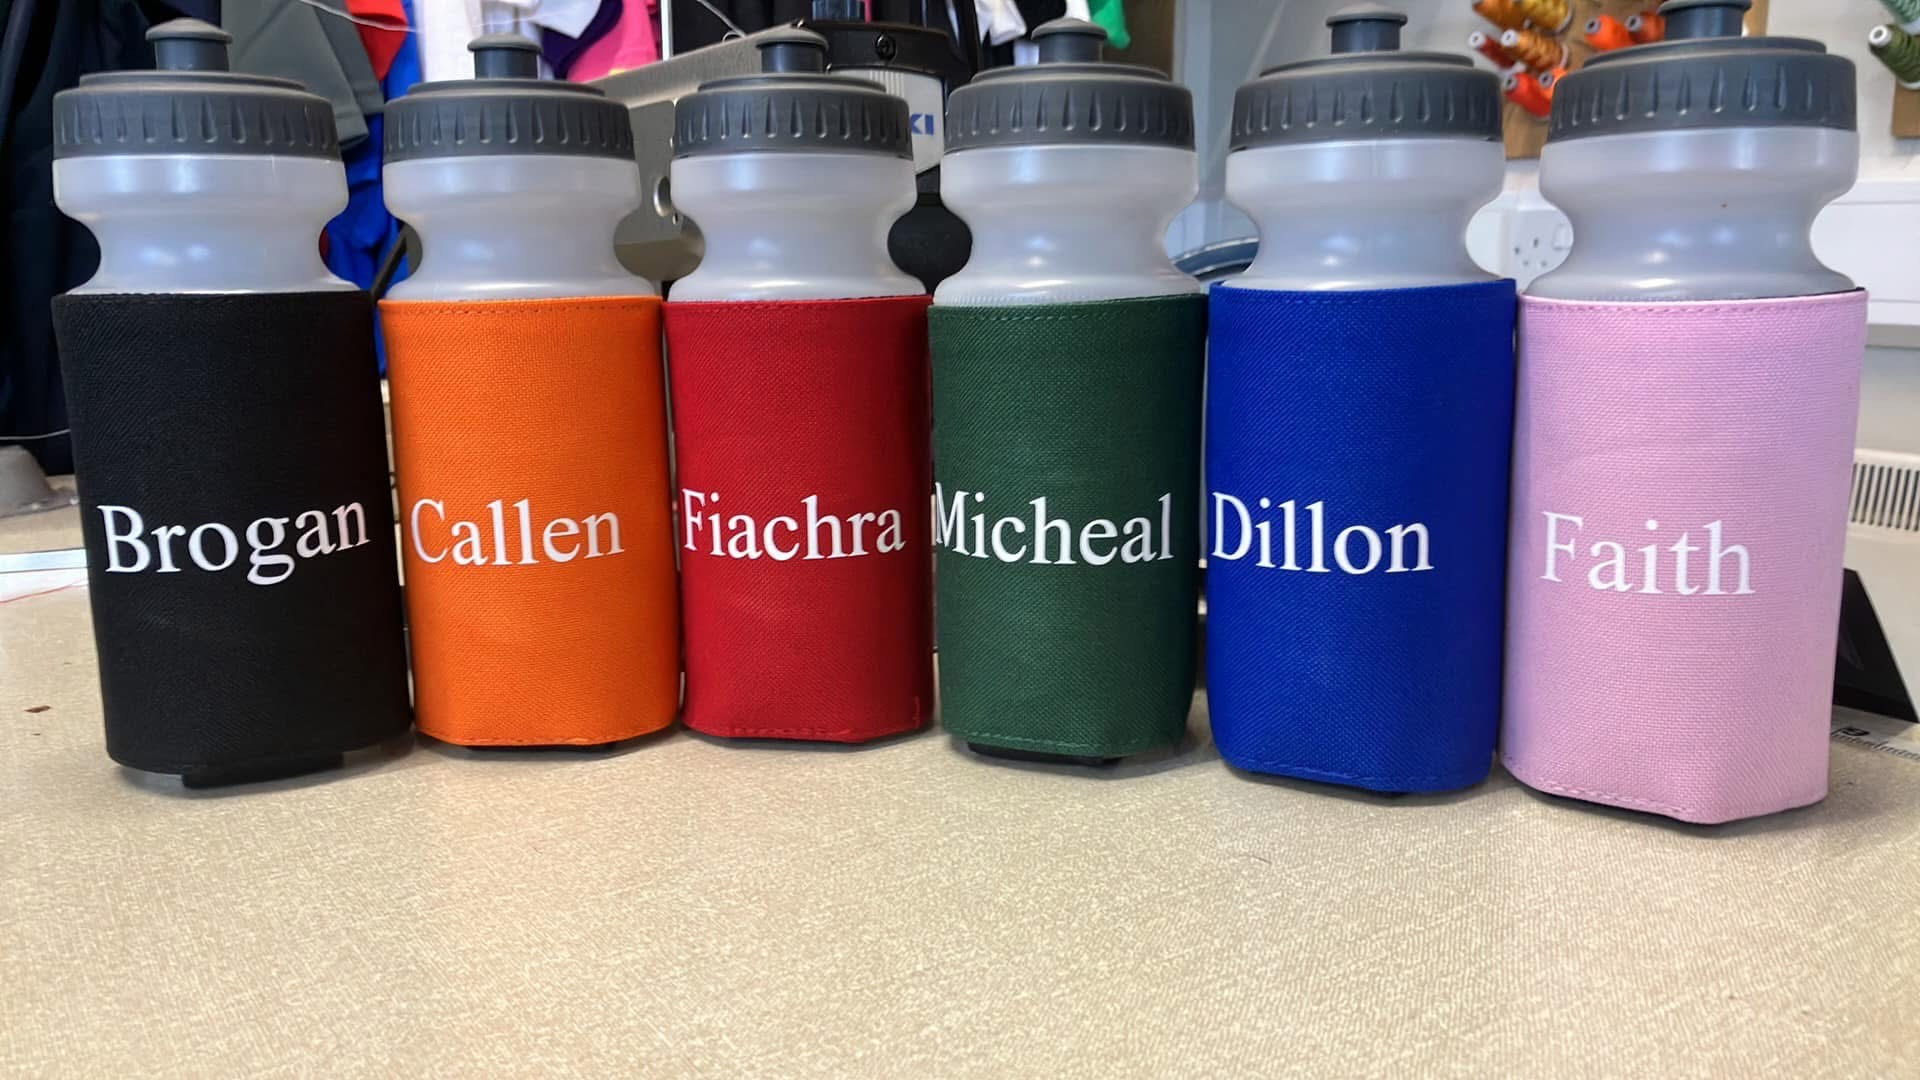 Brogan
Callen
Fiachra
Micheal
Dillon
Faith